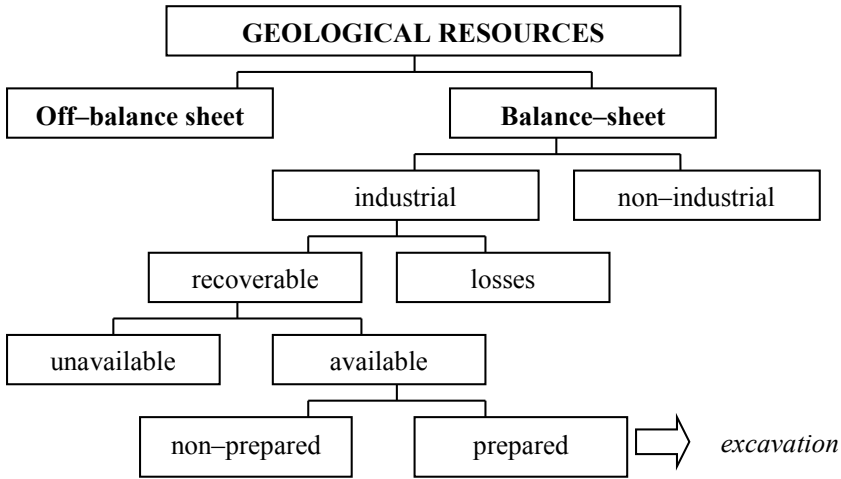 GEOLOGICAL RESOURCES
Off–balance sheet
Balance–sheet
industrial
non–industrial
recoverable
losses
unavailable
available
non–prepared
prepared
excavation